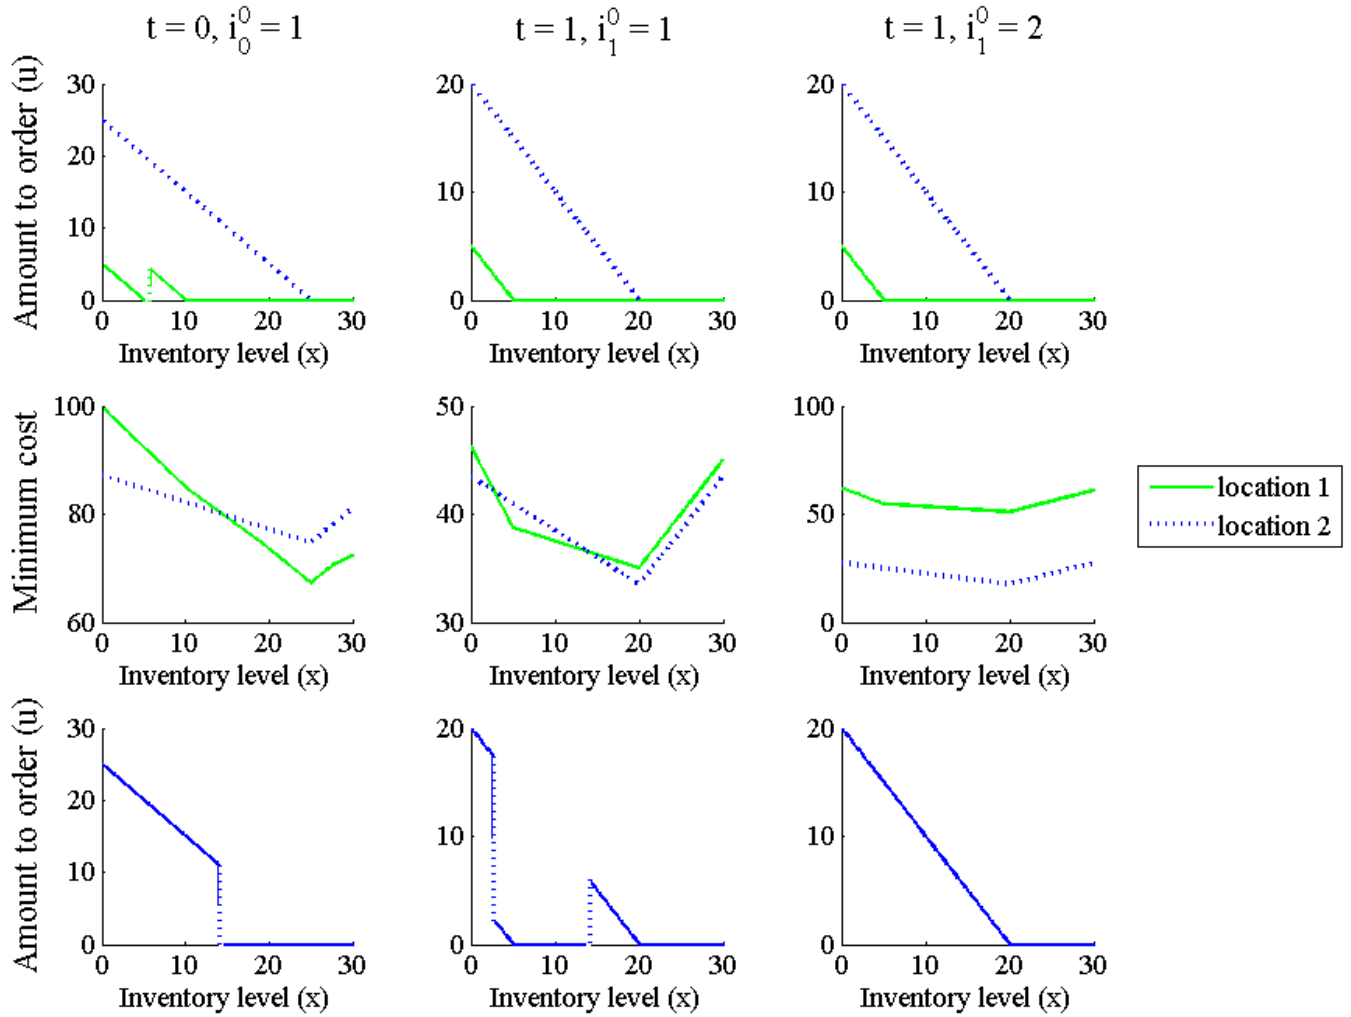 t = 0, i₀⁰ = 1
t = 1, i₁⁰ = 1
t = 1, i₁⁰ = 2
Amount to order (u)
30
20
10
0
0 10 20 30
Inventory level (x)
20
10
0
0 10 20 30
Inventory level (x)
20
10
0
0 10 20 30
Inventory level (x)
Minimum cost
100
80
60
0 10 20 30
Inventory level (x)
50
40
30
0 10 20 30
Inventory level (x)
100
50
0
0 10 20 30
Inventory level (x)
location 1
location 2
Amount to order (u)
30
20
10
0
0 10 20 30
Inventory level (x)
20
10
0
0 10 20 30
Inventory level (x)
20
10
0
0 10 20 30
Inventory level (x)